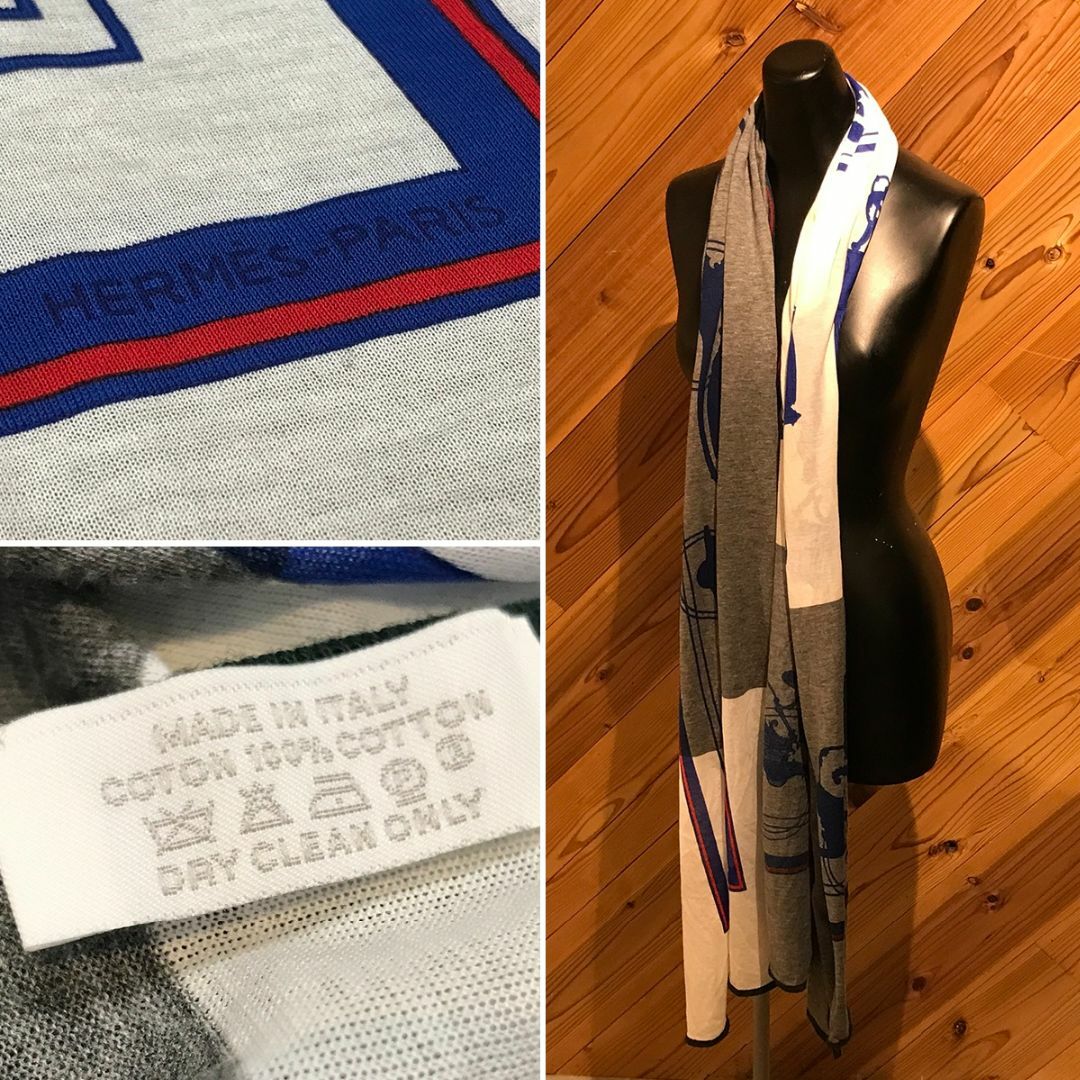 HERMÈS-PARIS
MADE IN ITALY
COTON 100% COTTON
DRY CLEAN ONLY